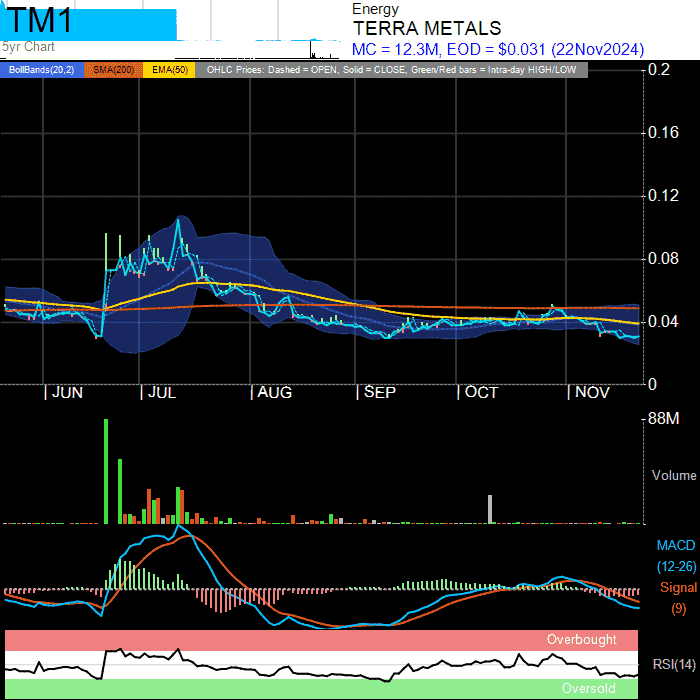 TM1
5yr Chart
Energy
TERRA METALS
MC = 12.3M, EOD = $0.031 (22Nov2024)
BollBands(20,2) SMA(200) EMA(50) OHLC Prices: Dashed = OPEN, Solid = CLOSE, Green/Red bars = Intra-day HIGH/LOW
0.2
0.16
0.12
0.08
0.04
0
JUN JUL AUG SEP OCT NOV
88M
Volume
MACD
(12-26)
Signal
(9)
Overbought
RSI(14)
Oversold